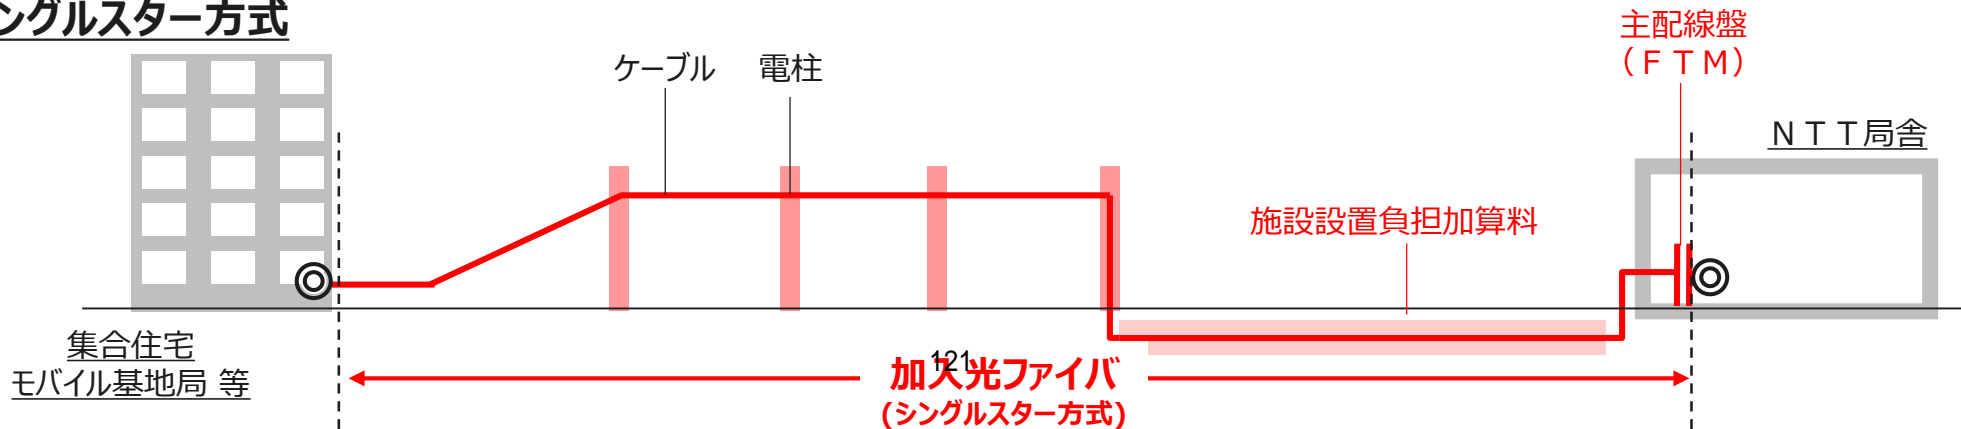 ングルスター方式
主配線盤
(ＦＴＭ)
ケーブル
電柱
ＮＴＴ局舎
施設設置負担加算料
集合住宅
モバイル基地局 等
121
加入光ファイバ
(シングルスター方式)